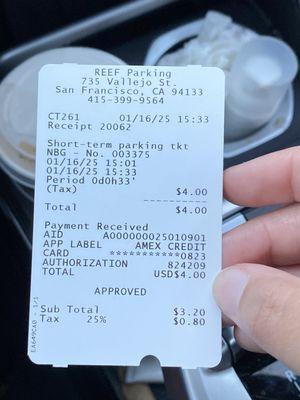 REEF Parking
735 Vallejo St.
San Francisco, CA 94133
415-399-9564
CT261 01/16/25 15:33
Receipt 20062
Short-term parking tkt
NBG - No. 003375
01/16/25 15:01
01/16/25 15:33
Period 0d0h33'
(Tax) $4.00
Total $4.00
Payment Received
AID A000000025010901
APP LABEL AMEX CREDIT
CARD ***********0823
AUTHORIZATION 824209
TOTAL USD$4.00
APPROVED
Sub Total $3.20
Tax 25% $0.80
EA649CA0 - 1/1